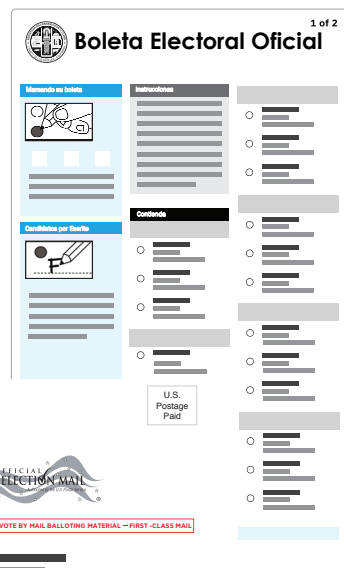 1 of 2
Boleta Electoral Oficial
Marcando su boleta
Candidatos por Escrito
Instrucciones
Contienda
U.S.
Postage
Paid
FFICIAL
ELECTION MAIL
VOTE BY MAIL BALLOTING MATERIAL — FIRST-CLASS MAIL